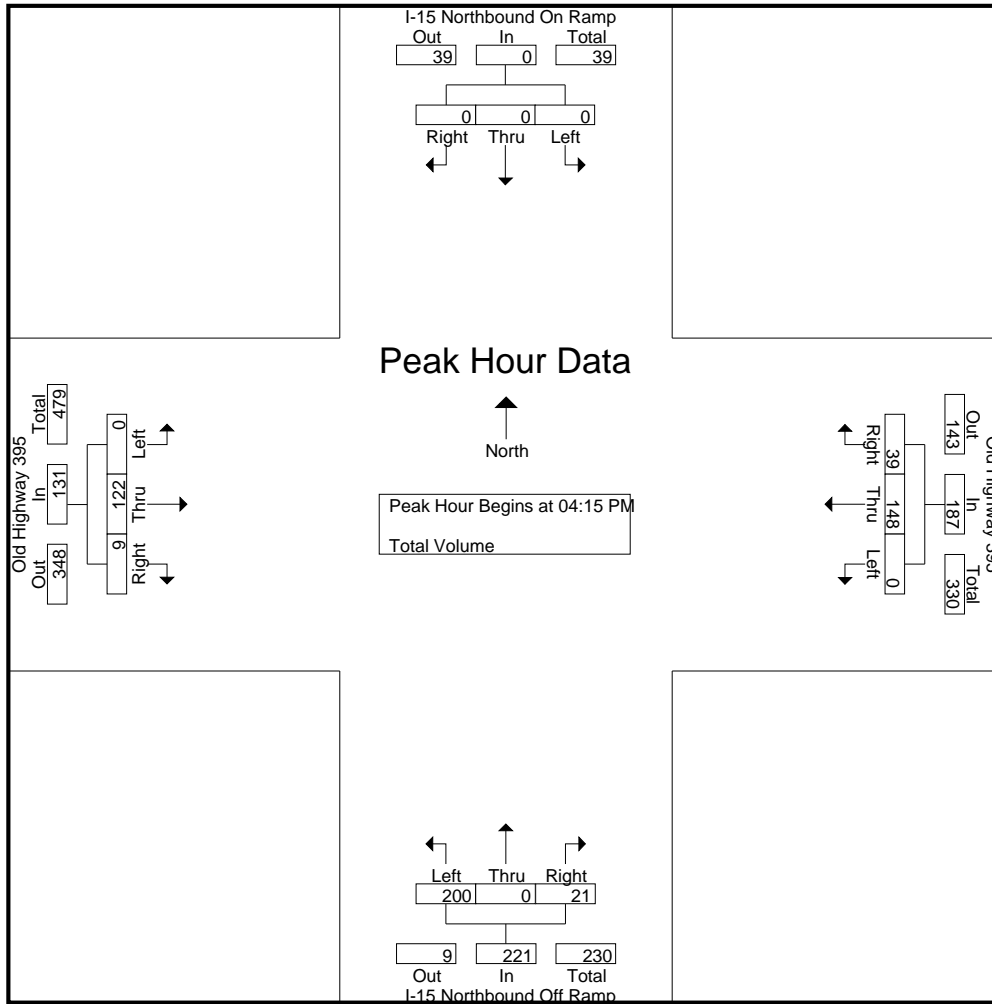 I-15 Northbound On Ramp
Out In Total
39 0 39
0 0 0
Right Thru Left
Peak Hour Data
North
Peak Hour Begins at 04:15 PM
Total Volume
Old Highway 395
Out In Total
348 131 479
9 122 0
Right Thru Left
Old Highway 395
Out In Total
143 187 330
39 148 0
Right Thru Left
Left Thru Right
200 0 21
9 221 230
Out In Total
I-15 Northbound Off Ramp